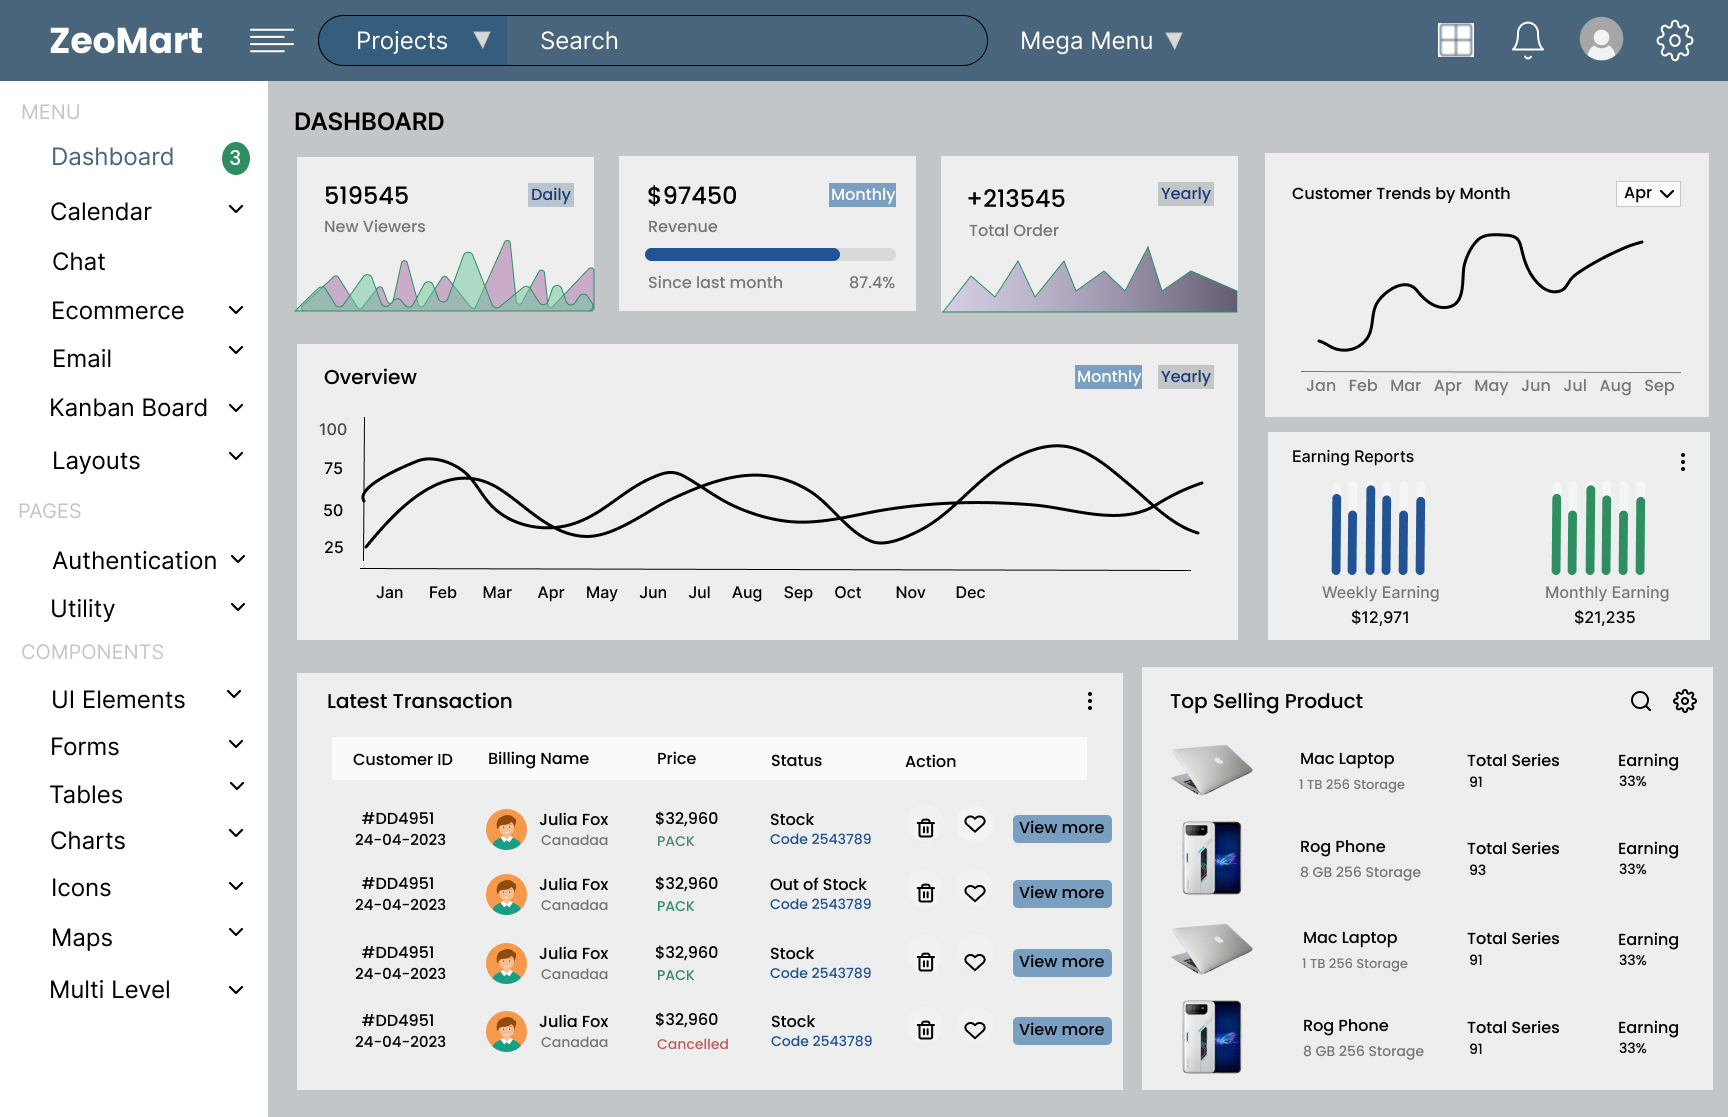 ZeoMart
Projects
Search
Mega Menu
MENU
Dashboard
3
Calendar
Chat
Ecommerce
Email
Kanban Board
Layouts
PAGES
Authentication
Utility
COMPONENTS
UI Elements
Forms
Tables
Charts
Icons
Maps
Multi Level
DASHBOARD
519545
Daily
New Viewers
$97450
Monthly
Revenue
Since last month 87.4%
+213545
Yearly
Total Order
Customer Trends by Month
Apr
Jan Feb Mar Apr May Jun Jul Aug Sep
Overview
Monthly
Yearly
100
75
50
25
Jan Feb Mar Apr May Jun Jul Aug Sep Oct Nov Dec
Earning Reports
Weekly Earning
$12,971
Monthly Earning
$21,235
Latest Transaction
Customer ID Billing Name Price Status Action
#DD4951 Julia Fox $32,960 Stock
24-04-2023 Canadaa PACK Code 2543789
View more
#DD4951 Julia Fox $32,960 Out of Stock
24-04-2023 Canadaa PACK Code 2543789
View more
#DD4951 Julia Fox $32,960 Stock
24-04-2023 Canadaa PACK Code 2543789
View more
#DD4951 Julia Fox $32,960 Stock
24-04-2023 Canadaa Cancelled Code 2543789
View more
Top Selling Product
Mac Laptop Total Series Earning
1 TB 256 Storage 91 33%
Rog Phone Total Series Earning
8 GB 256 Storage 93 33%
Mac Laptop Total Series Earning
1 TB 256 Storage 91 33%
Rog Phone Total Series Earning
8 GB 256 Storage 91 33%